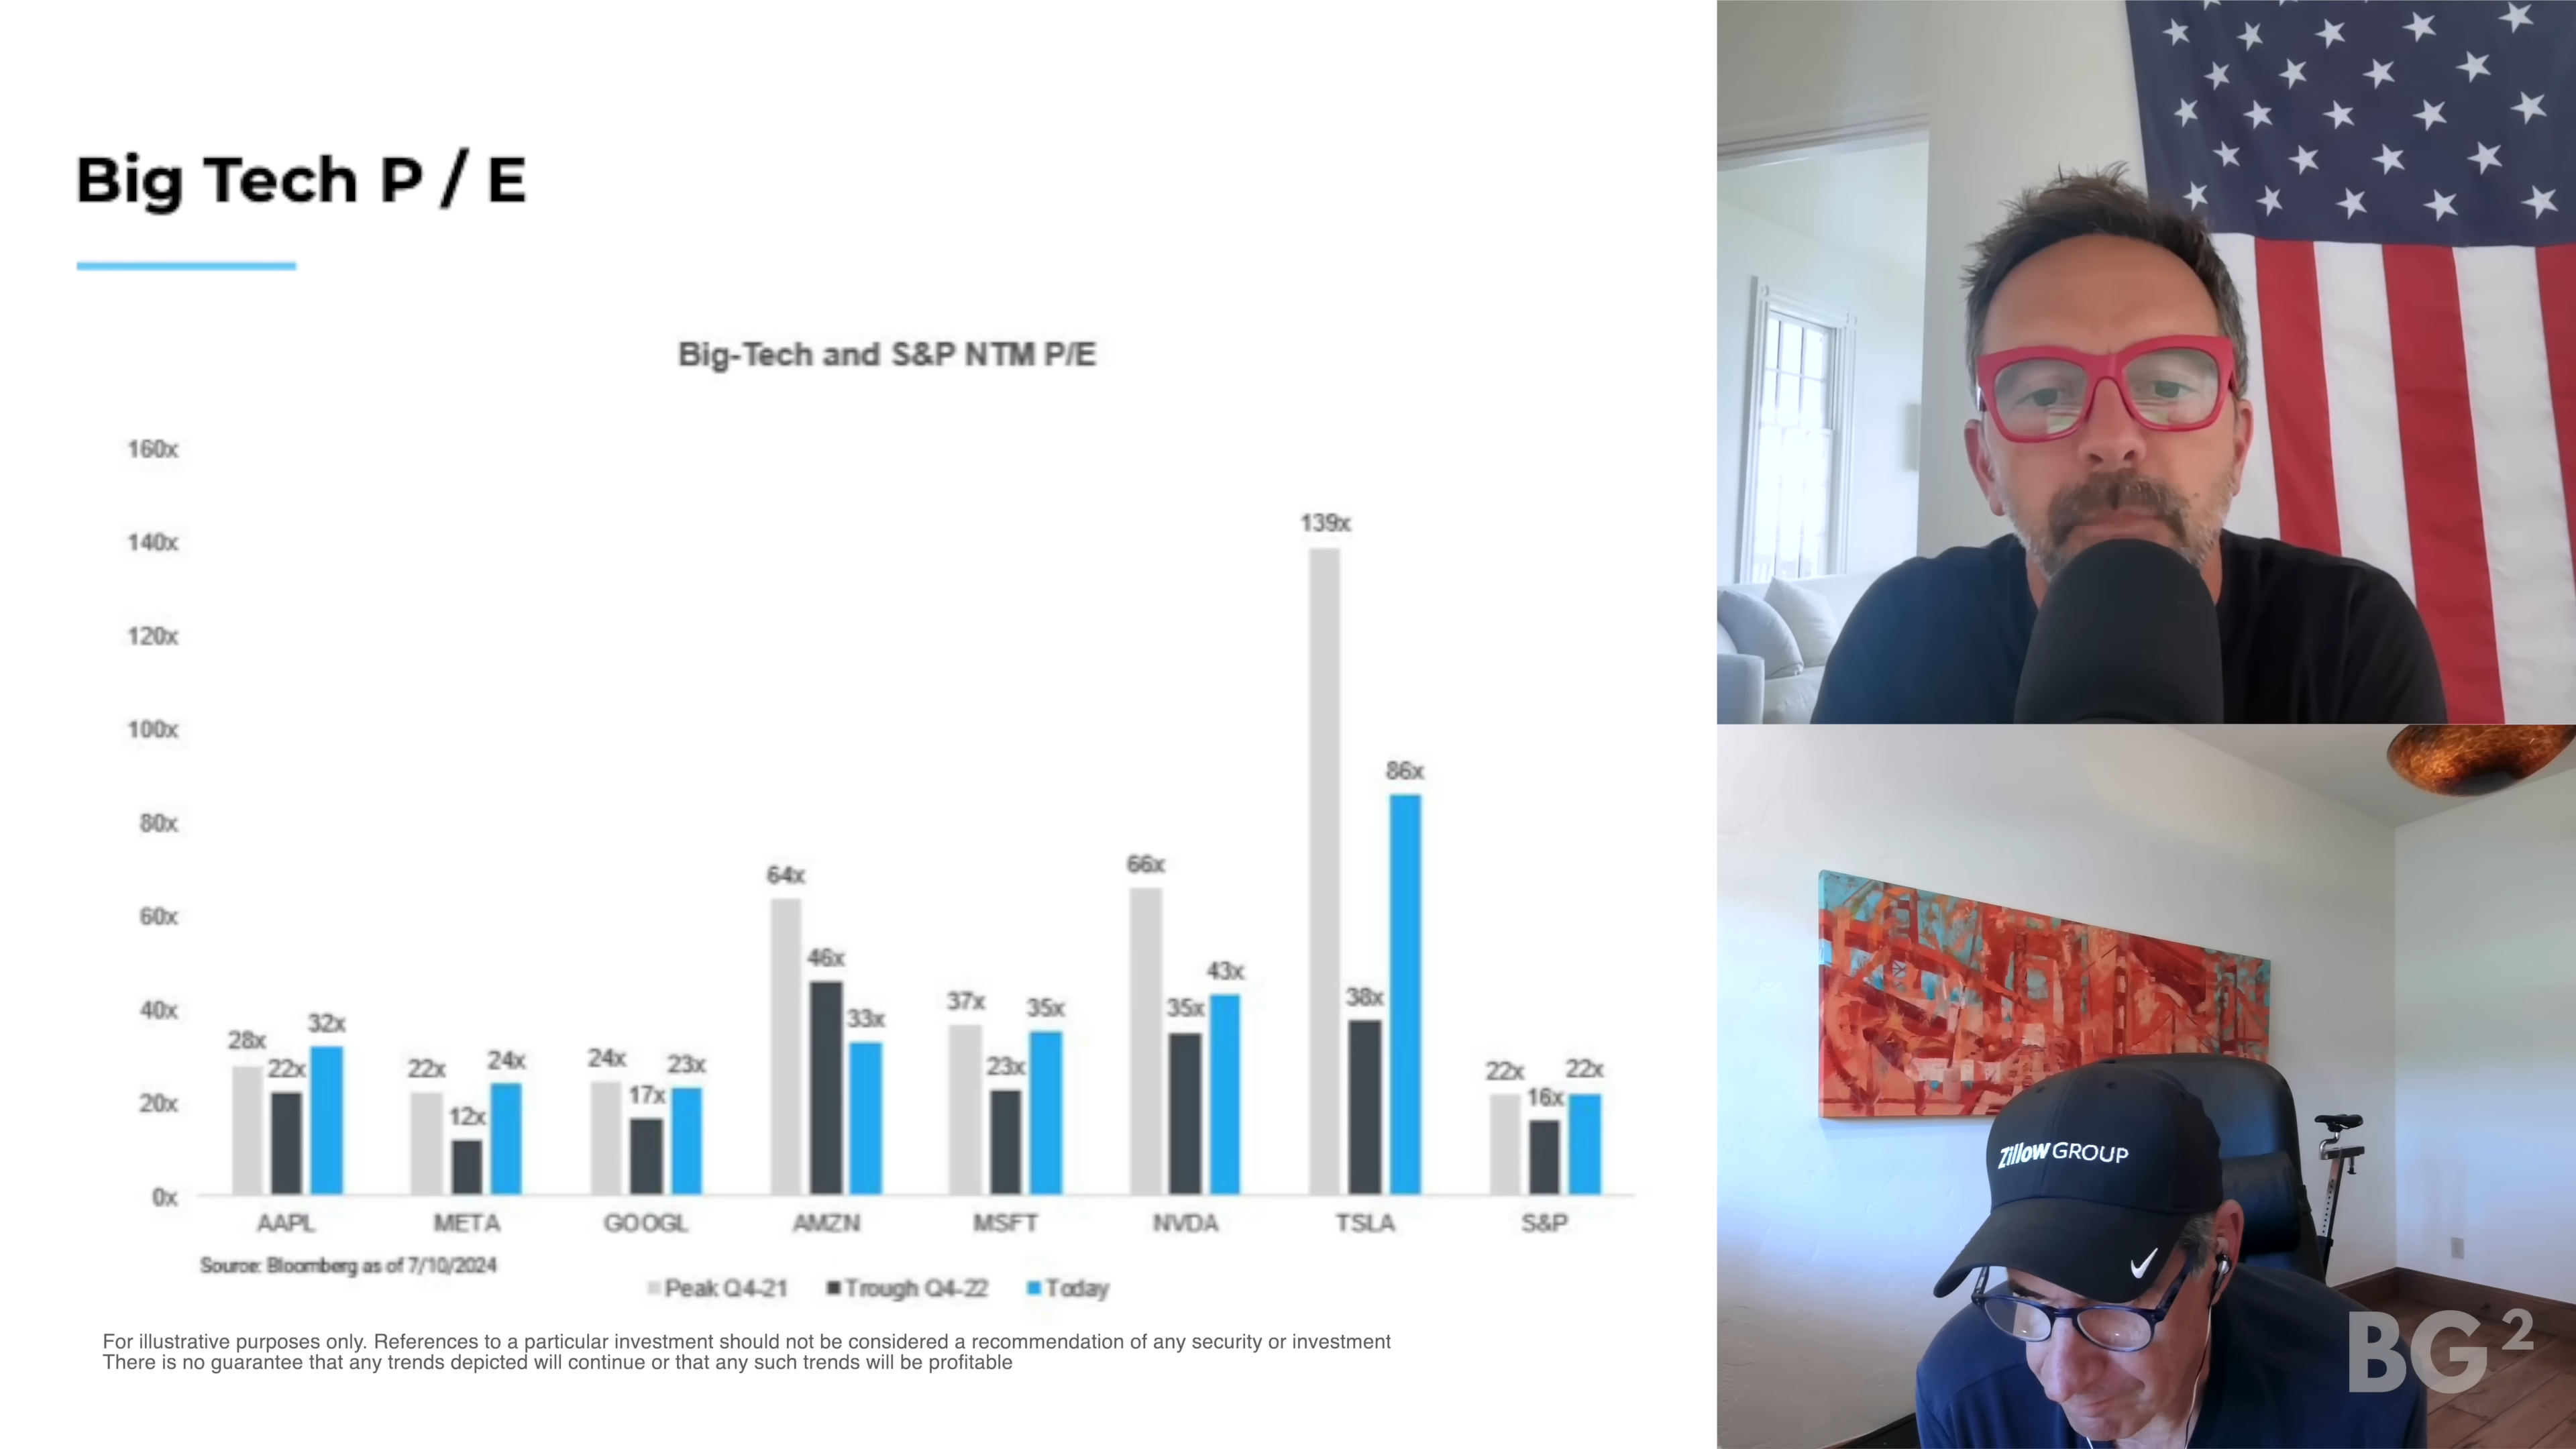 Big Tech P / E
Big-Tech and S&P NTM P/E
160x
140x
120x
100x
80x
60x
40x
20x
0x
28x 22x 32x
22x 12x 24x
24x 17x 23x
64x 46x 33x
37x 23x 35x
66x 35x 43x
139x 38x 86x
22x 16x 22x
AAPL META GOOGL AMZN MSFT NVDA TSLA S&P
Source: Bloomberg as of 7/10/2024
Peak Q4-21 Trough Q4-22 Today
For illustrative purposes only. References to a particular investment should not be considered a recommendation of any security or investment
There is no guarantee that any trends depicted will continue or that any such trends will be profitable
Zillow GROUP
BG2